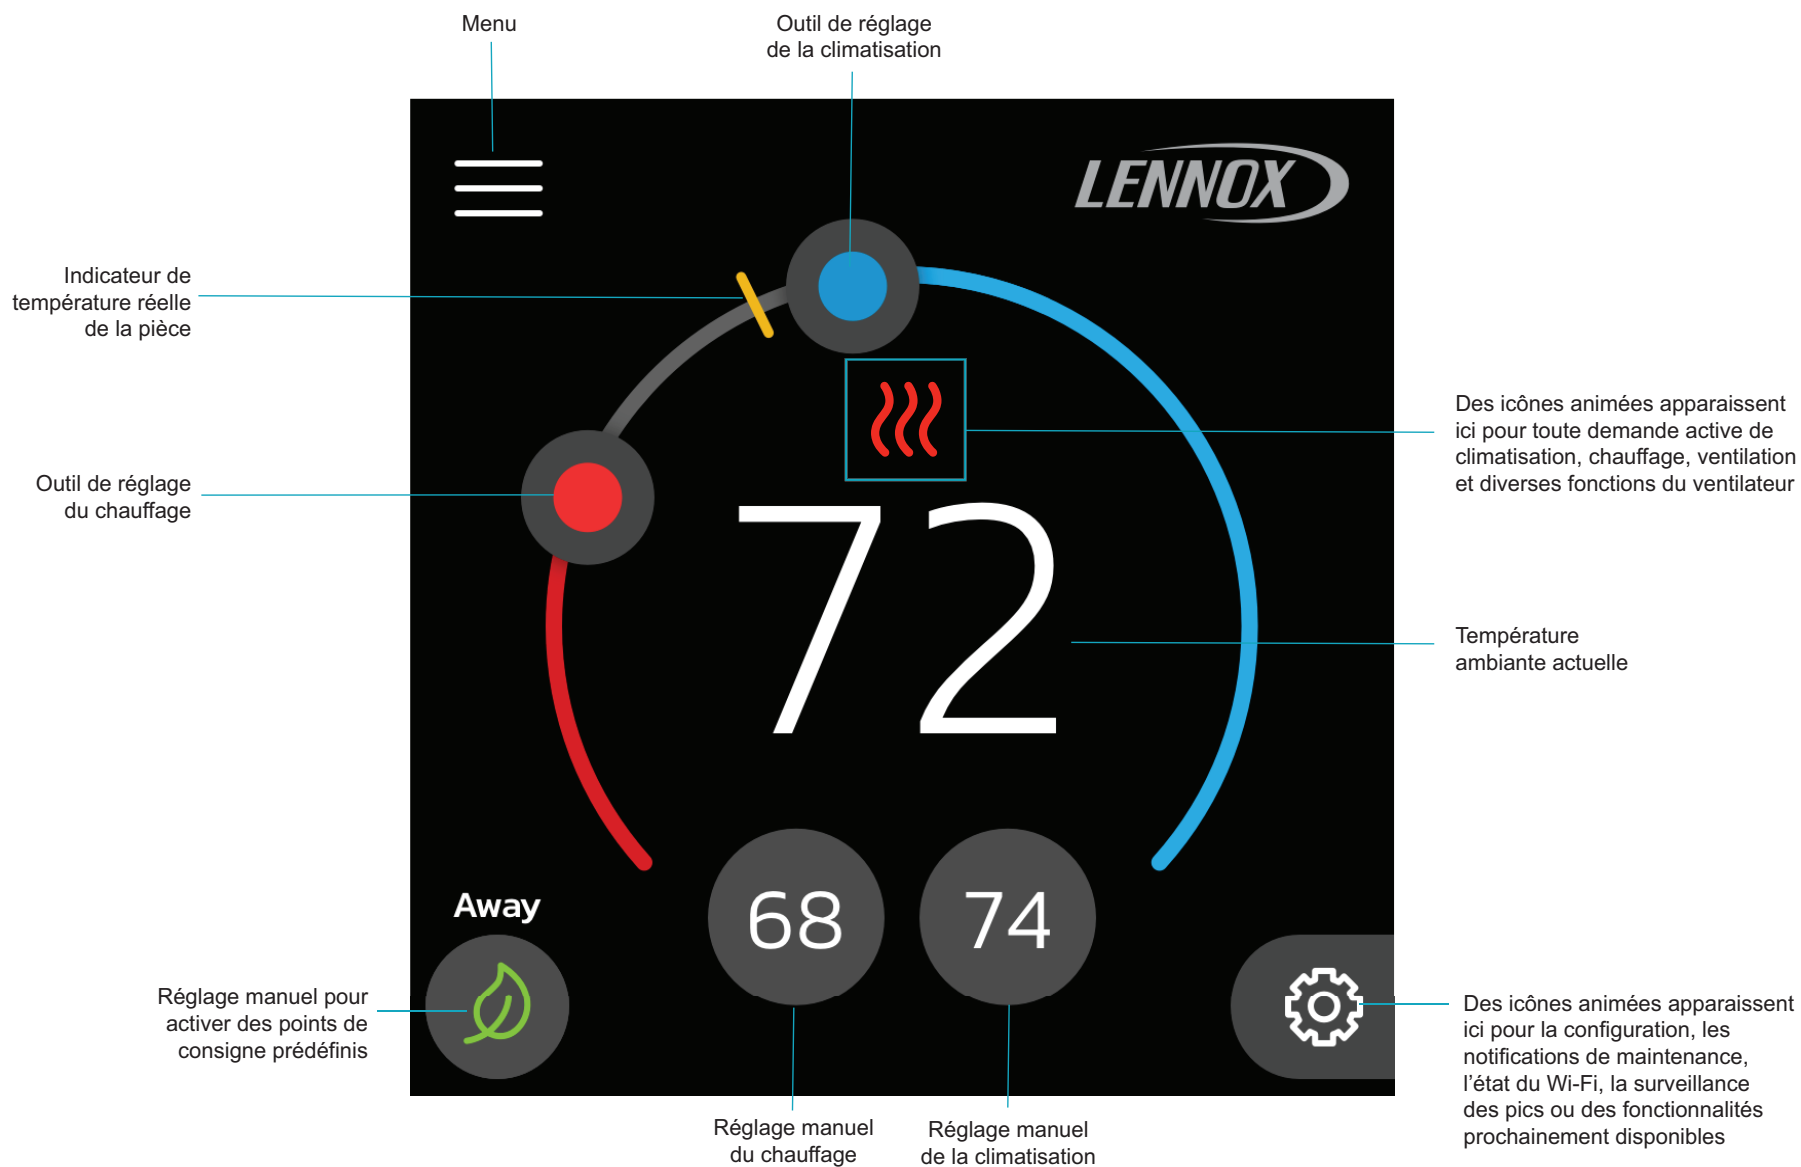 Menu
Outil de réglage
de la climatisation
LENNOX
Indicateur de
température réelle
de la pièce
Des icônes animées apparaissent
ici pour toute demande active de
climatisation, chauffage, ventilation
et diverses fonctions du ventilateur
Outil de réglage
du chauffage
72
Température
ambiante actuelle
68
74
Away
Réglage manuel pour
activer des points de
consigne prédéfinis
Des icônes animées apparaissent
ici pour la configuration, les
notifications de maintenance,
l’état du Wi-Fi, la surveillance
des pics ou des fonctionnalités
prochainement disponibles
Réglage manuel
du chauffage
Réglage manuel
de la climatisation